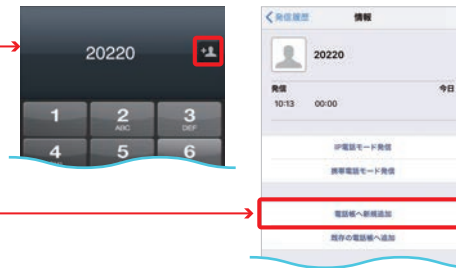 20220
1
2
ABC
3
DEF
4
5
6
発信履歴
情報
20220
発信
今日
10:13
00:00
IP電話モード発信
携帯電話モード発信
電話帳へ新規追加
既存の電話帳へ追加